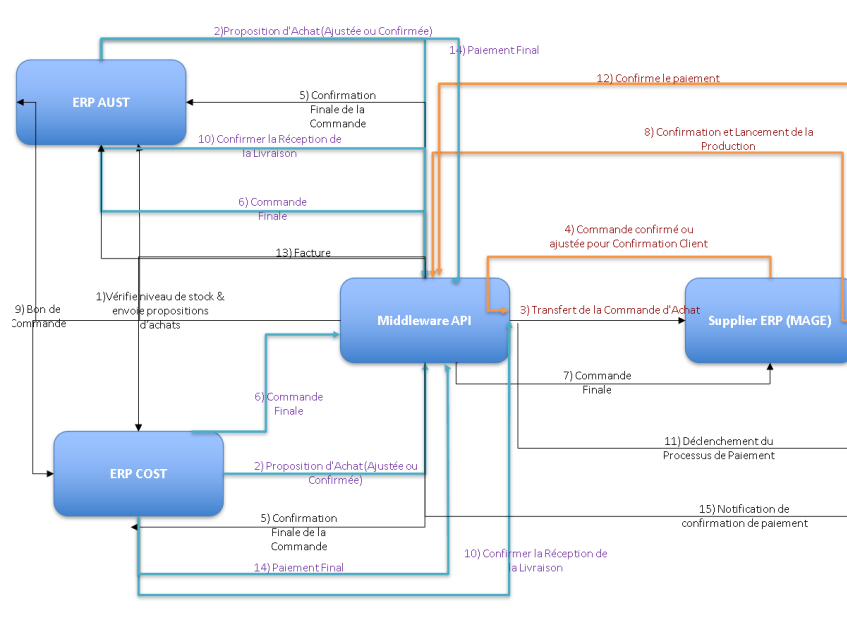 2)Proposition d'Achat (Ajustée ou Confirmée)
14) Paiement Final
12) Confirme le paiement
ERP AUST
5) Confirmation
Finale de la
Commande
8) Confirmation et Lancement de la
Production
10) Confirmer la Réception de
la Livraison
6) Commande
Finale
4) Commande confirmé ou
ajustée pour Confirmation Client
13) Facture
1)Vérifie niveau de stock &
envoie propositions
d'achats
9) Bon de
Commande
Middleware API
3) Transfert de la Commande d'Achat
Supplier ERP (MAGE)
7) Commande
Finale
6) Commande
Finale
11) Déclenchement du
Processus de Paiement
ERP COST
2) Proposition d'Achat (Ajustée ou
Confirmée)
5) Confirmation
Finale de la
Commande
15) Notification de
confirmation de paiement
10) Confirmer la Réception de
la Livraison
14) Paiement Final